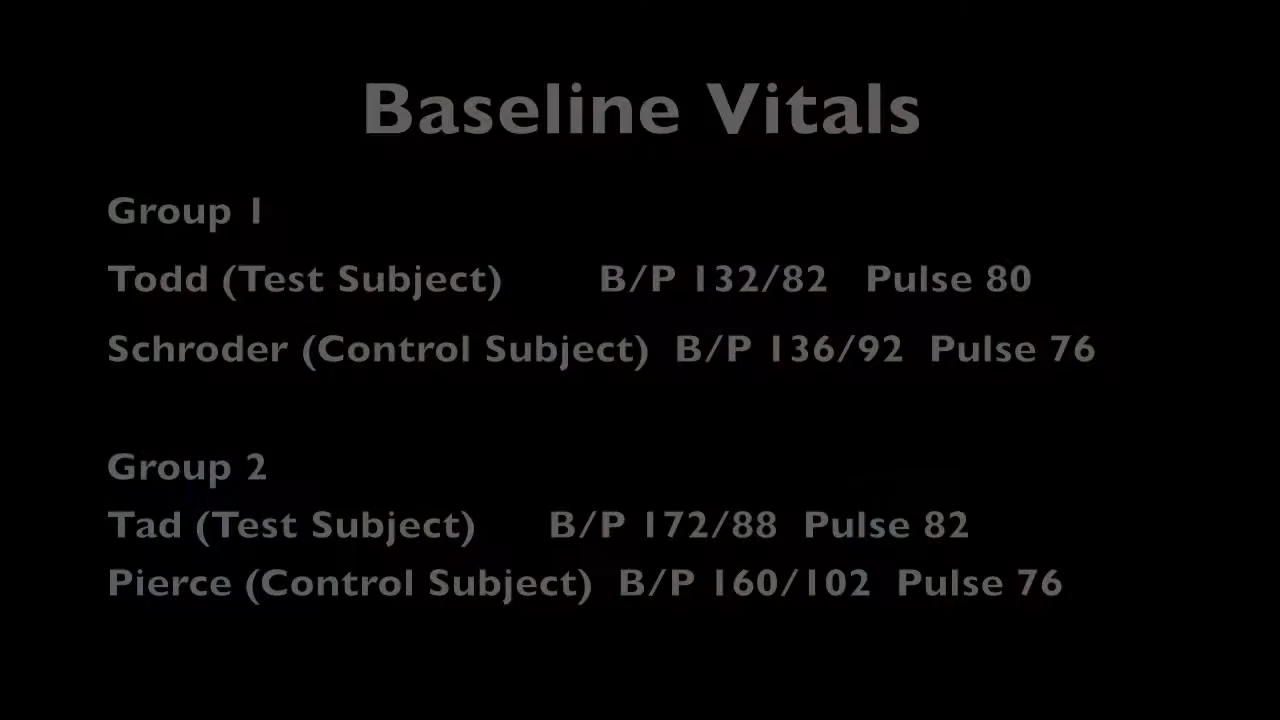 Baseline Vitals
Group 1
Todd (Test Subject) B/P 132/82 Pulse 80
Schroder (Control Subject) B/P 136/92 Pulse 76
Group 2
Tad (Test Subject) B/P 172/88 Pulse 82
Pierce (Control Subject) B/P 160/102 Pulse 76